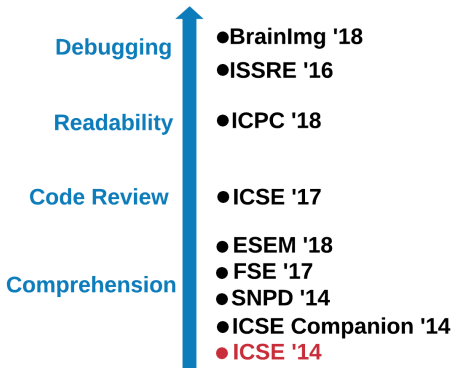 Debugging
•BrainImg '18
•ISSRE '16
Readability
•ICPC '18
Code Review
•ICSE '17
Comprehension
•ESEM '18
•FSE '17
•SNPD '14
•ICSE Companion '14
•ICSE '14